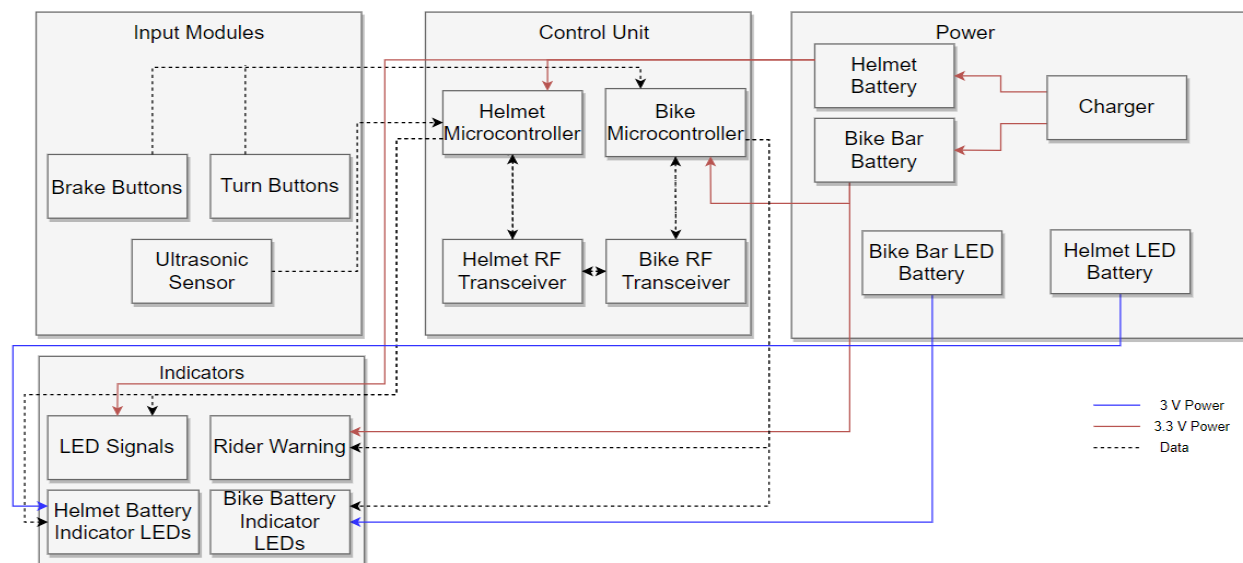 Input Modules
Brake Buttons
Turn Buttons
Ultrasonic
Sensor
Control Unit
Helmet
Microcontroller
Bike
Microcontroller
Helmet RF
Transceiver
Bike RF
Transceiver
Power
Helmet
Battery
Charger
Bike Bar
Battery
Bike Bar LED
Battery
Helmet LED
Battery
Indicators
LED Signals
Rider Warning
Helmet Battery
Indicator LEDs
Bike Battery
Indicator
LEDs
3 V Power
3.3 V Power
Data